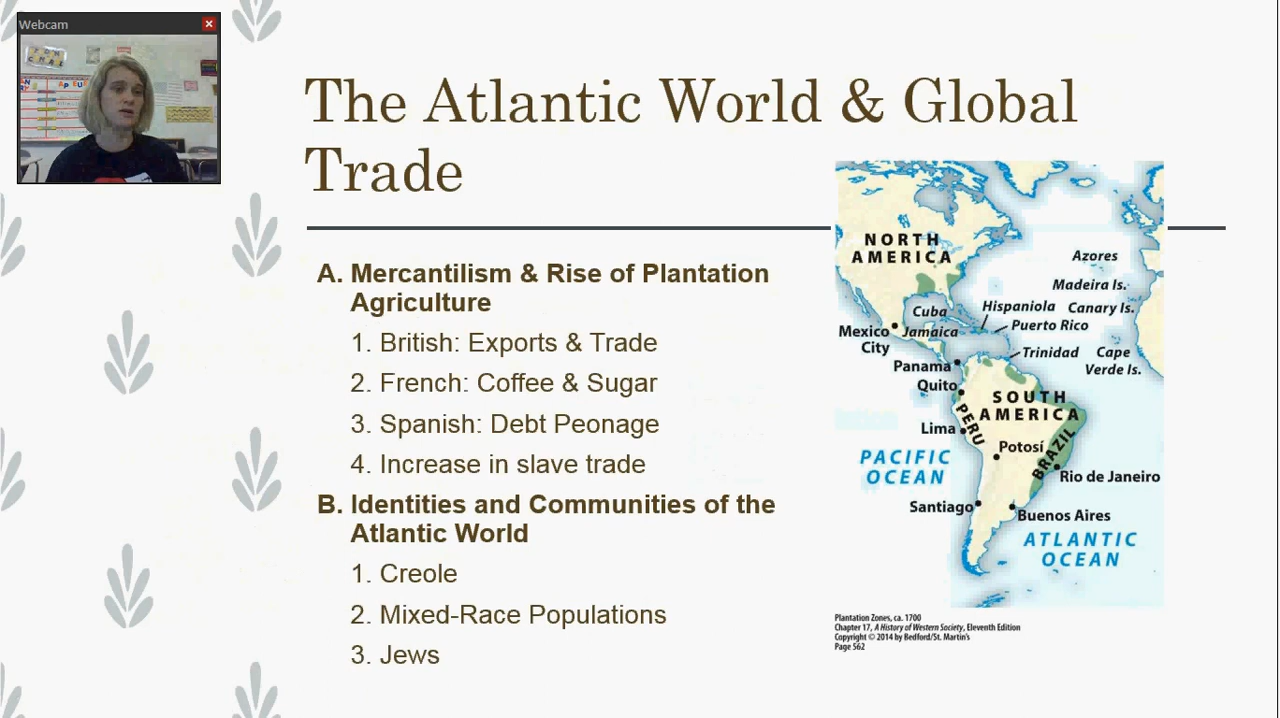 Webcam
The Atlantic World & Global
Trade
A. Mercantilism & Rise of Plantation
Agriculture
1. British: Exports & Trade
2. French: Coffee & Sugar
3. Spanish: Debt Peonage
4. Increase in slave trade
B. Identities and Communities of the
Atlantic World
1. Creole
2. Mixed-Race Populations
3. Jews
NORTH
AMERICA
Azores
Madeira Is.
Hispaniola
Canary Is.
Cuba
Puerto Rico
Mexico
City
Jamaica
Trinidad
Cape
Verde Is.
Panama
Quito
SOUTH
AMERICA
PERU
Lima
Potosí
BRAZIL
PACIFIC
OCEAN
Rio de Janeiro
Santiago
Buenos Aires
ATLANTIC
OCEAN
Plantation Zones, ca. 1700
Chapter 17, A History of Western Society, Eleventh Edition
Copyright © 2014 by Bedford/St. Martin's
Page 562